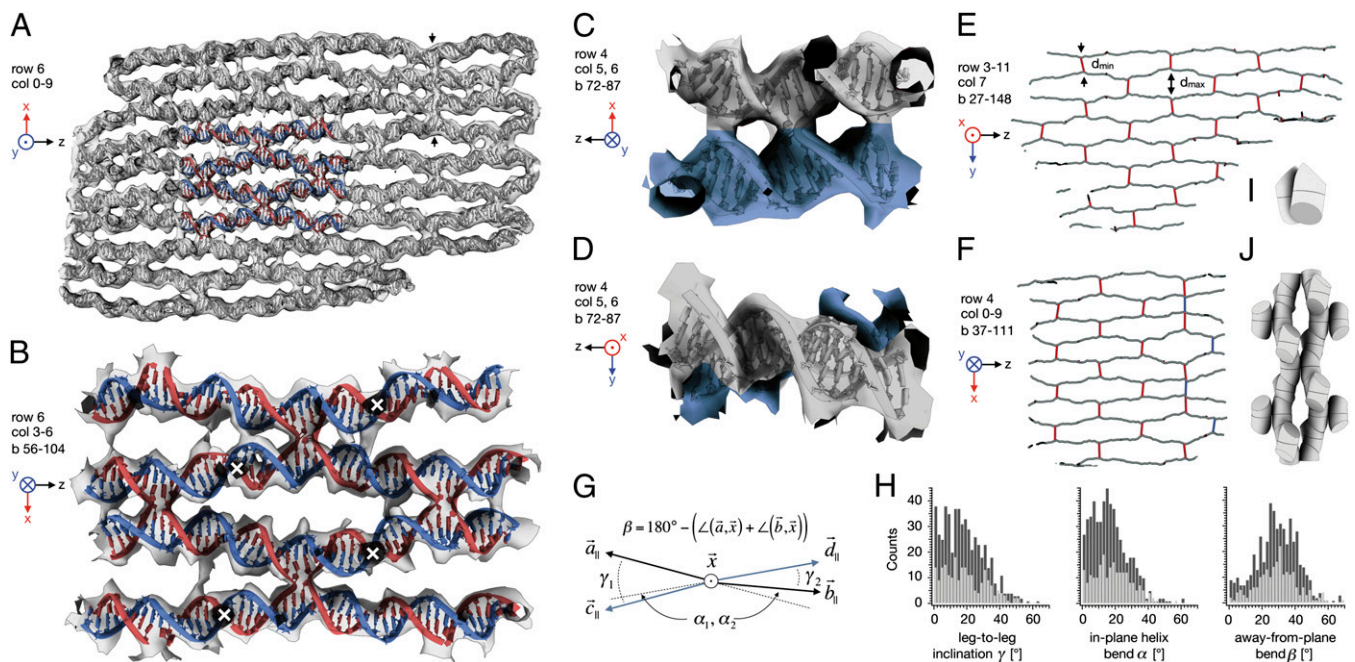 A
row 6
col 0-9
x
y
z
B
row 6
col 3-6
b 56-104
y
z
x
C
row 4
col 5, 6
b 72-87
x
z
y
D
row 4
col 5, 6
b 72-87
x
z
y
E
row 3-11
col 7
b 27-148
x
z
y
dmin
dmax
I
F
row 4
col 0-9
b 37-111
y
z
x
J
G
β = 180° − (∠(a⃗,x⃗) + ∠(b⃗,x⃗))
a⃗∥
x⃗
d⃗∥
γ₁
γ₂
c⃗∥
b⃗∥
α₁, α₂
H
Counts
40
30
20
10
0
0 20 40 60
0 20 40 60
0 20 40 60
leg-to-leg
inclination γ [°]
in-plane helix
bend α [°]
away-from-plane
bend β [°]